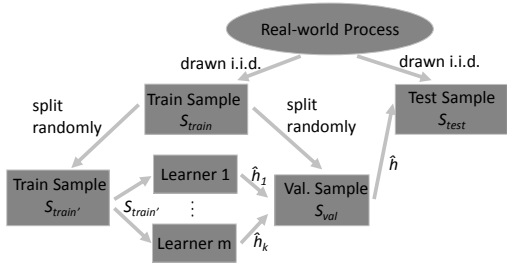 Real-world Process
drawn i.i.d.
drawn i.i.d.
split
randomly
Train Sample
S_train
split
randomly
Test Sample
S_test
Train Sample
S_train'
S_train'
Learner 1
⋮
Learner m
ĥ_1
ĥ_k
Val. Sample
S_val
ĥ